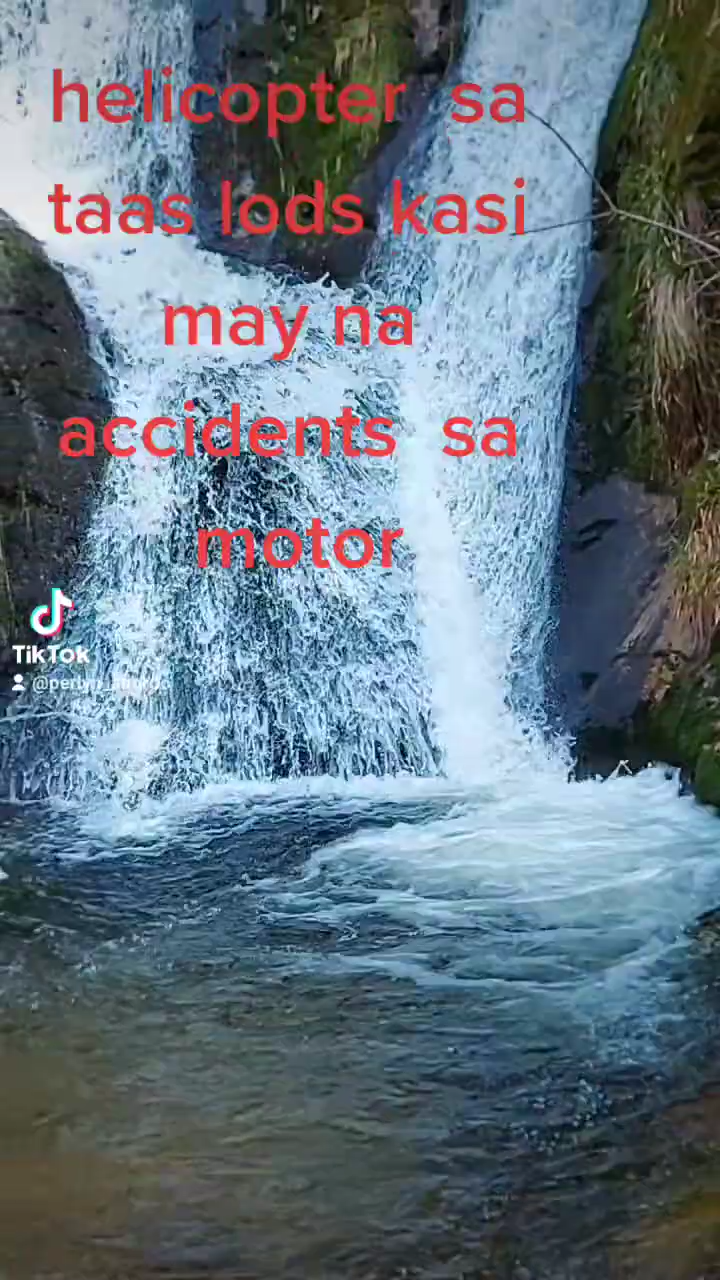 helicopter sa
taas lods kasi
may na
accidents sa
motor
TikTok